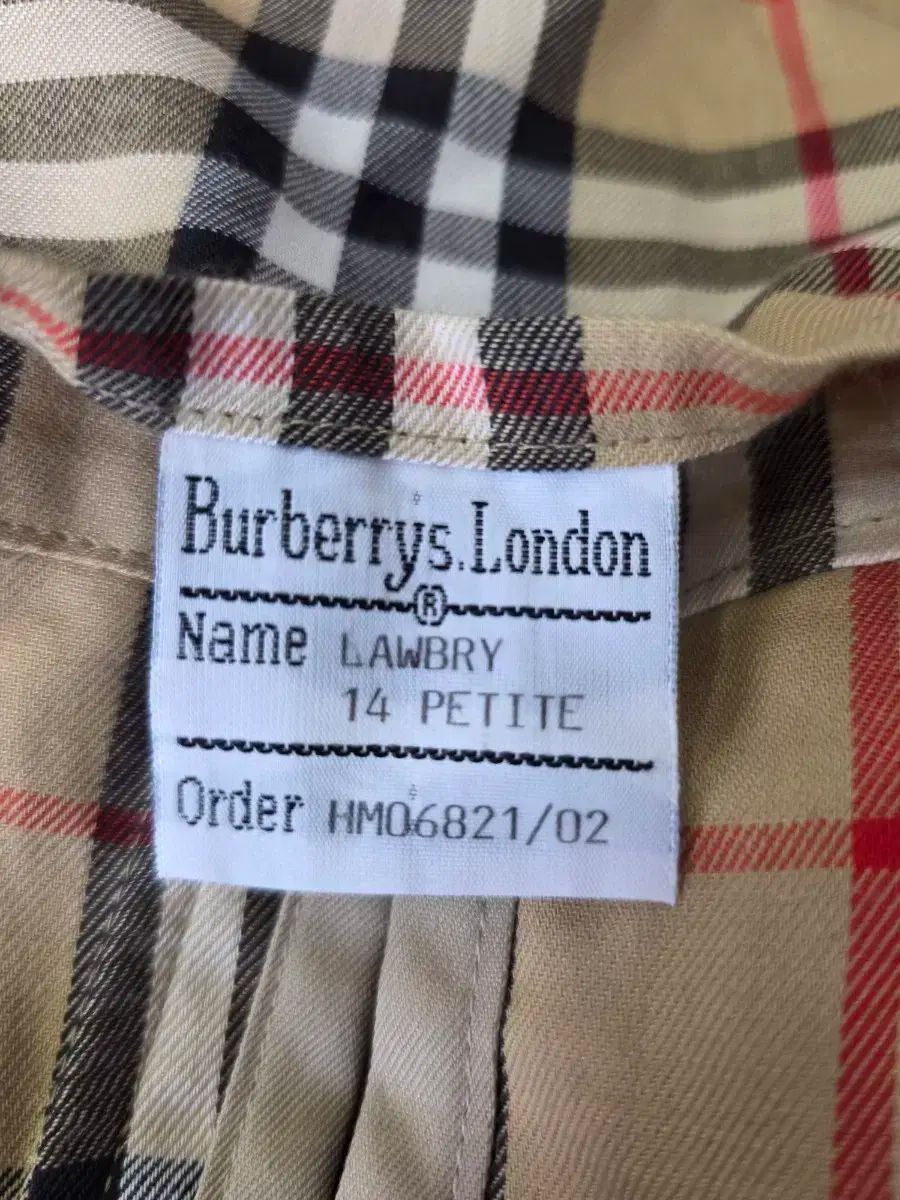 Burberrys.London
®
Name LAWBRY
14 PETITE
Order HM06821/02